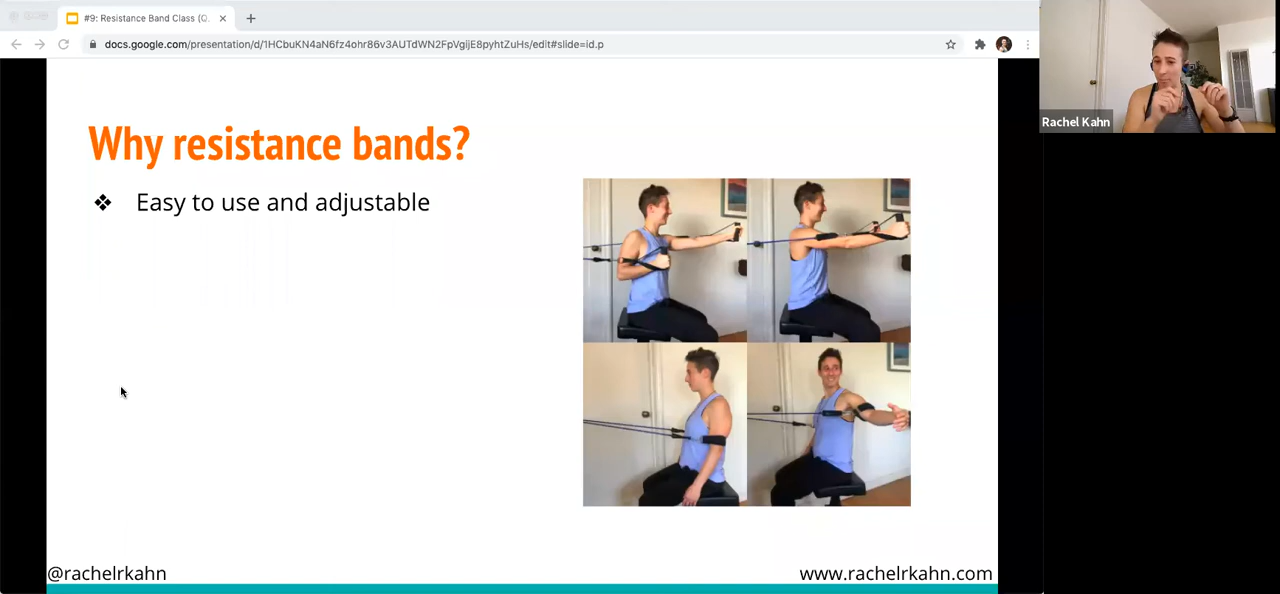 #9: Resistance Band Class (Q.
docs.google.com/presentation/d/1HCbuKN4aN6fz4ohr86v3AUTdWN2FpVgijE8pyhtZuHs/edit#slide=id.p
Rachel Kahn
Why resistance bands?
❖ Easy to use and adjustable
@rachelrkahn
www.rachelrkahn.com